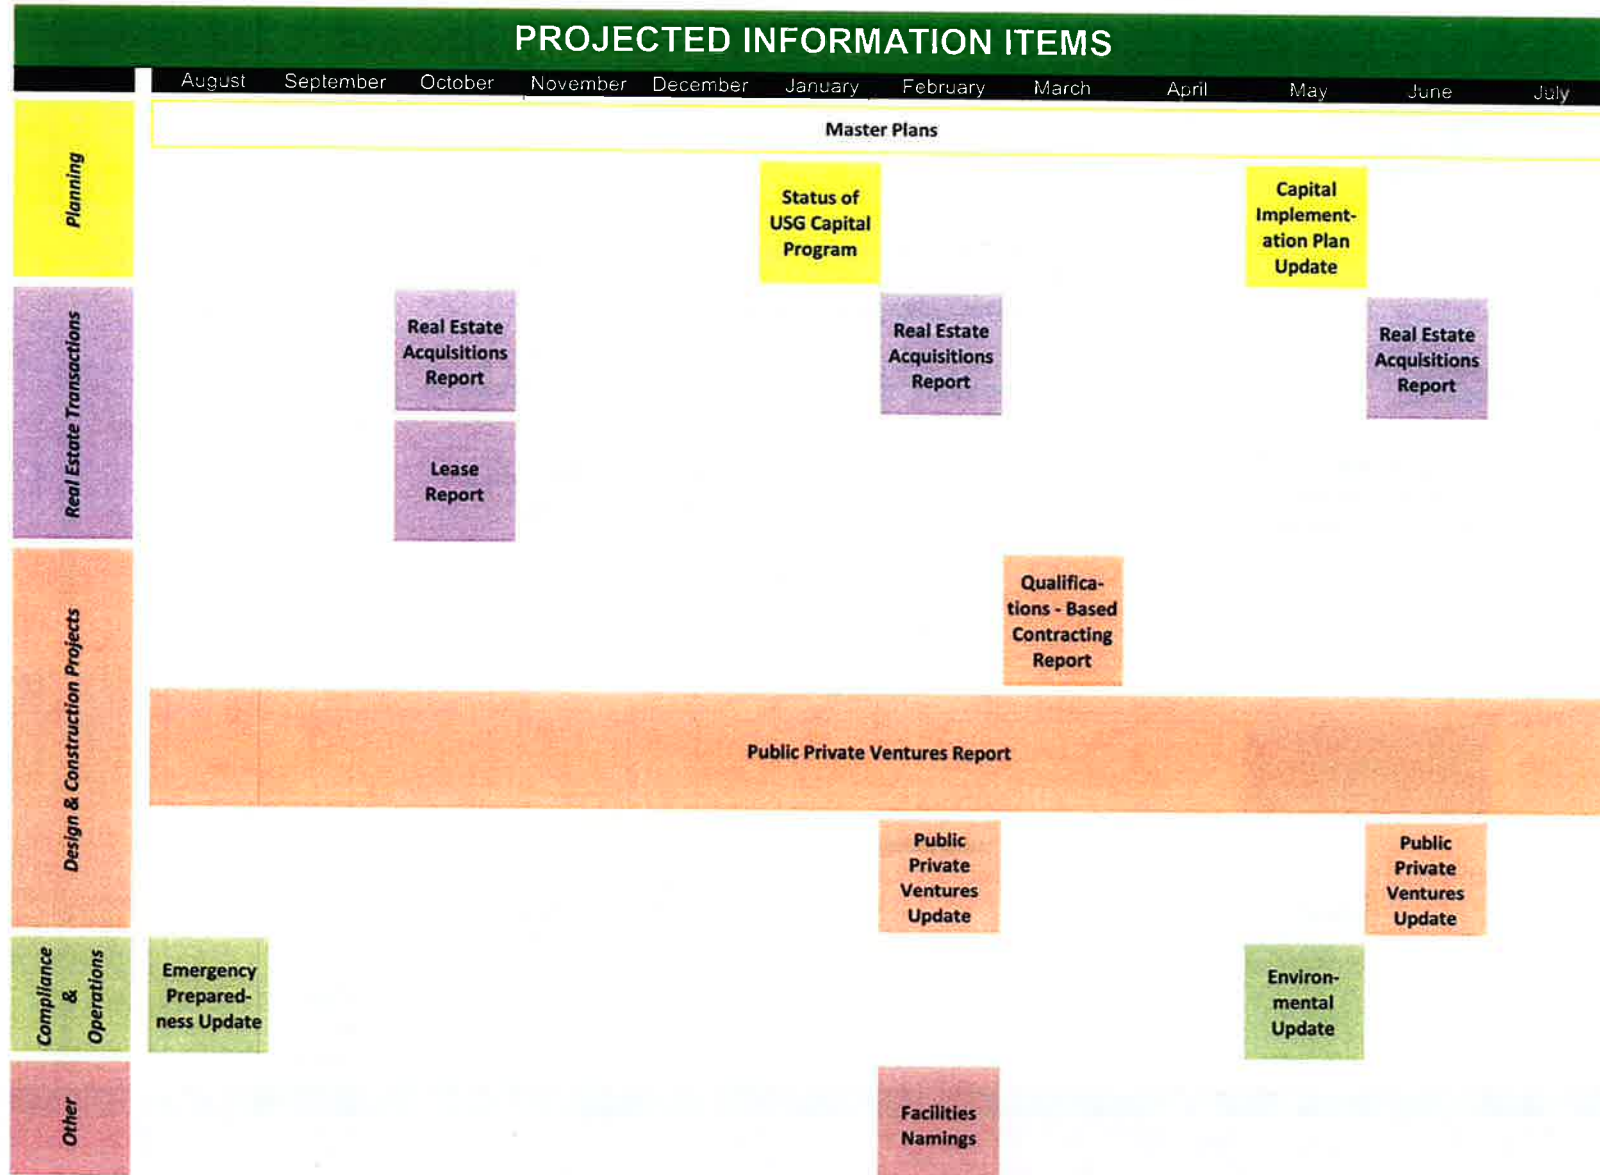 PROJECTED INFORMATION ITEMS
August September October November December January February March April May June July
Master Plans
Planning
Status of
USG Capital
Program
Capital
Implement-
ation Plan
Update
Real Estate Transactions
Real Estate
Acquisitions
Report
Real Estate
Acquisitions
Report
Real Estate
Acquisitions
Report
Lease
Report
Design & Construction Projects
Qualifica-
tions - Based
Contracting
Report
Public Private Ventures Report
Public
Private
Ventures
Update
Public
Private
Ventures
Update
Compliance
&
Operations
Emergency
Prepared-
ness Update
Environ-
mental
Update
Other
Facilities
Namings